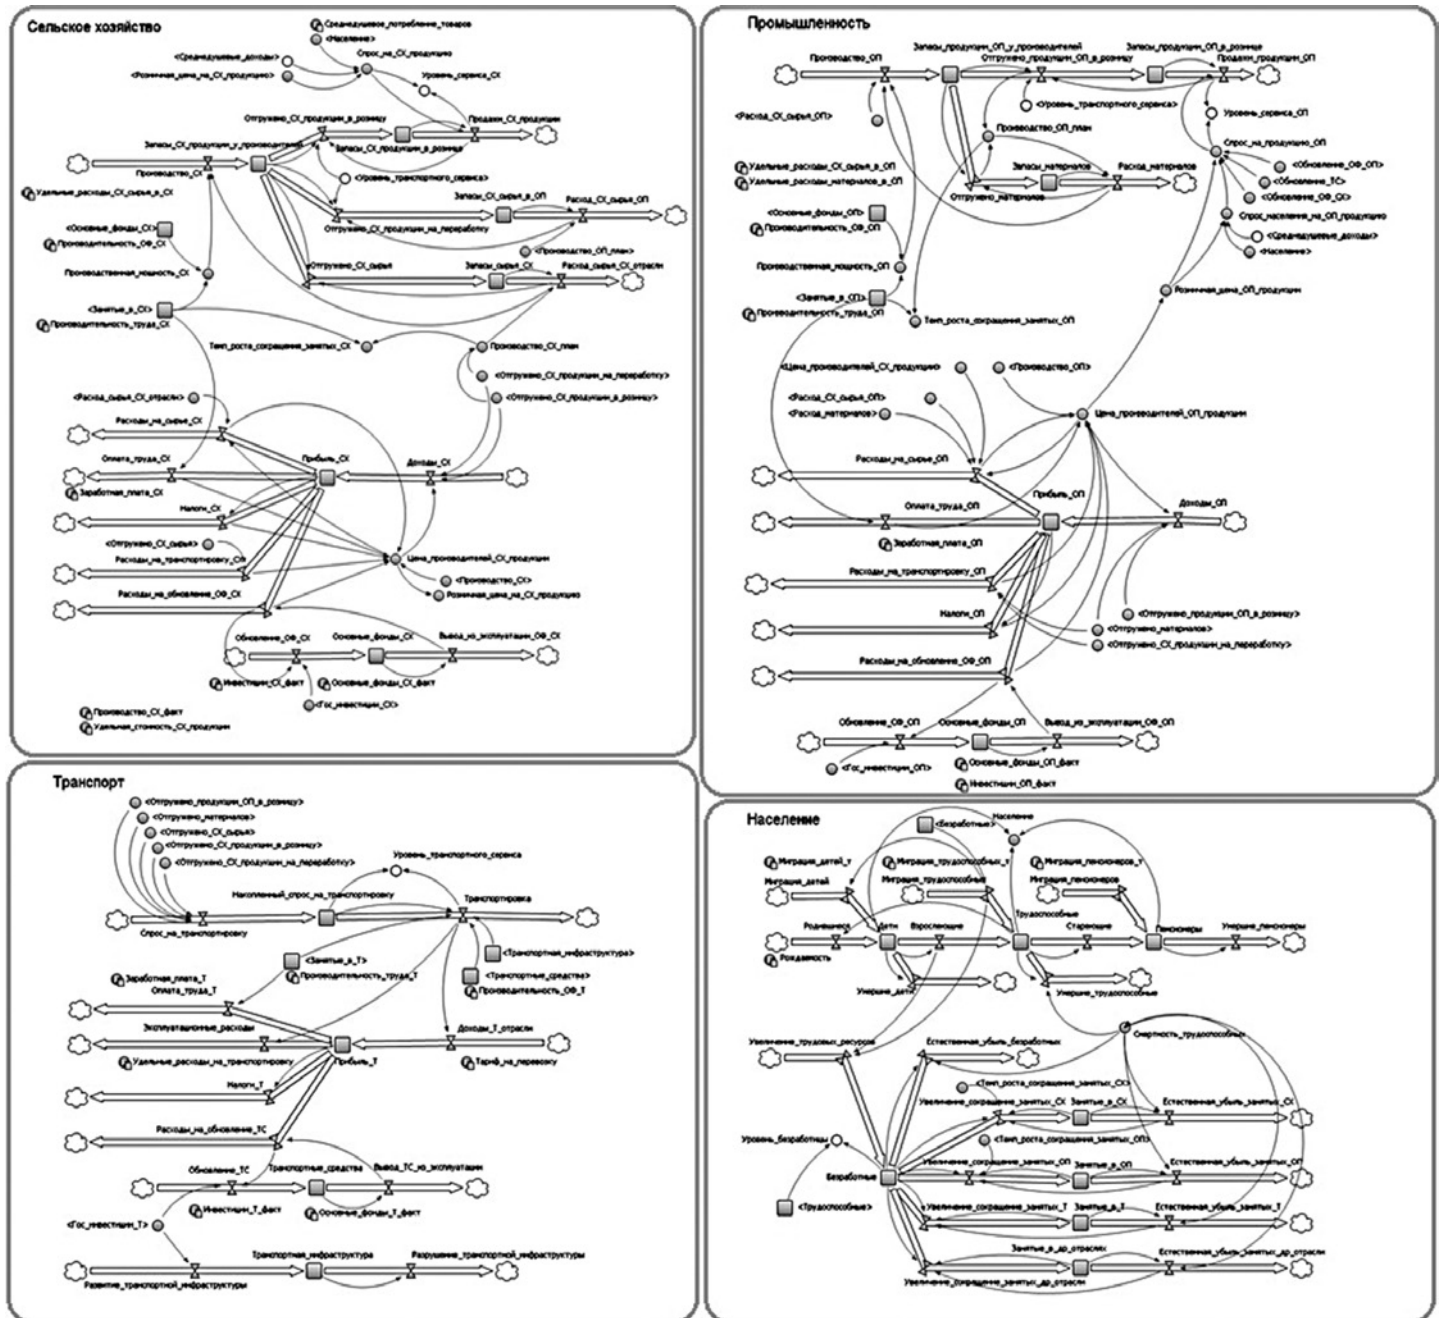 Сельское хозяйство
Среднедушевое_потребление_товаров
<Население>
Спрос_на_СХ_продукцию
<Среднедушевые_доходы>
<Розничная_цена_на_СХ_продукцию>
Уровень_сервиса_СХ
Отгружено_СХ_продукции_в_розницу
Продажи_СХ_продукции
Запасы_СХ_продукции_у_производителей
Запасы_СХ_продукции_в_рознице
Производство_СХ
<Уровень_транспортного_сервиса>
Удельные_расходы_СХ_сырья_в_СХ
Запасы_СХ_сырья_в_ОП
Расход_СХ_сырья_ОП
<Основные_фонды_СХ>
Отгружено_СХ_продукции_на_переработку
Производительность_ОФ_СХ
<Производство_ОП_план>
Производственная_мощность_СХ
Отгружено_СХ_сырья
Запасы_сырья_СХ
Расход_сырья_СХ_отрасли
<Занятые_в_СХ>
Производительность_труда_СХ
Темп_роста_сокращения_занятых_СХ
Производство_СХ_план
<Отгружено_СХ_продукции_на_переработку>
<Расход_сырья_СХ_отрасли>
<Отгружено_СХ_продукции_в_розницу>
Расходы_на_сырье_СХ
Оплата_труда_СХ
Прибыль_СХ
Доходы_СХ
Заработная_плата_СХ
Налоги_СХ
<Отгружено_СХ_сырья>
Расходы_на_транспортировку_СХ
Цена_производителей_СХ_продукции
<Производство_СХ>
Расходы_на_обновление_ОФ_СХ
Розничная_цена_на_СХ_продукцию
Обновление_ОФ_СХ
Основные_фонды_СХ
Вывод_из_эксплуатации_ОФ_СХ
Инвестиции_СХ_факт
Основные_фонды_СХ_факт
<Гос_инвестиции_СХ>
Производство_СХ_факт
Удельная_стоимость_СХ_продукции
Промышленность
Производство_ОП
Запасы_продукции_ОП_у_производителей
Запасы_продукции_ОП_в_рознице
Отгружено_продукции_ОП_в_розницу
Продажи_продукции_ОП
<Расход_СХ_сырья_ОП>
<Уровень_транспортного_сервиса>
Уровень_сервиса_ОП
Производство_ОП_план
Спрос_на_продукцию_ОП
Удельные_расходы_СХ_сырья_в_ОП
Запасы_материалов
Расход_материалов
<Обновление_ОФ_ОП>
Удельные_расходы_материалов_в_ОП
<Обновление_ТС>
Отгружено_материалов
<Обновление_ОФ_СХ>
<Основные_фонды_ОП>
Спрос_населения_на_ОП_продукцию
Производительность_ОФ_ОП
<Среднедушевые_доходы>
<Население>
Производственная_мощность_ОП
Розничная_цена_ОП_продукции
<Занятые_в_ОП>
Производительность_труда_ОП
Темп_роста_сокращения_занятых_ОП
<Цена_производителей_СХ_продукции>
<Производство_ОП>
<Расход_СХ_сырья_ОП>
<Расход_материалов>
Цена_производителей_ОП_продукции
Расходы_на_сырье_ОП
Прибыль_ОП
Оплата_труда_ОП
Доходы_ОП
Заработная_плата_ОП
Расходы_на_транспортировку_ОП
Налоги_ОП
<Отгружено_продукции_ОП_в_розницу>
<Отгружено_материалов>
<Отгружено_СХ_продукции_на_переработку>
Расходы_на_обновление_ОФ_ОП
Обновление_ОФ_ОП
Основные_фонды_ОП
Вывод_из_эксплуатации_ОФ_ОП
<Гос_инвестиции_ОП>
Основные_фонды_ОП_факт
Инвестиции_ОП_факт
Транспорт
<Отгружено_продукции_ОП_в_розницу>
<Отгружено_материалов>
<Отгружено_СХ_сырья>
<Отгружено_СХ_продукции_в_розницу>
<Отгружено_СХ_продукции_на_переработку>
Уровень_транспортного_сервиса
Накопленный_спрос_на_транспортировку
Транспортировка
Спрос_на_транспортировку
<Транспортная_инфраструктура>
<Занятые_в_Т>
Производительность_труда_Т
<Транспортные_средства>
Производительность_ОФ_Т
Заработная_плата_Т
Оплата_труда_Т
Эксплуатационные_расходы
Доходы_Т_отрасли
Удельные_расходы_на_транспортировку
Прибыль_Т
Тариф_на_перевозку
Налоги_Т
Расходы_на_обновление_ТС
Обновление_ТС
Транспортные_средства
Вывод_ТС_из_эксплуатации
Инвестиции_Т_факт
Основные_фонды_Т_факт
<Гос_инвестиции_Т>
Транспортная_инфраструктура
Разрушение_транспортной_инфраструктуры
Развитие_транспортной_инфраструктуры
Население
<Безработные>
Население
Миграция_детей_т
Миграция_трудоспособных_т
Миграция_пенсионеров_т
Миграция_детей
Миграция_трудоспособные
Миграция_пенсионеров
Родившиеся
Дети
Взрослеющие
Трудоспособные
Стареющие
Пенсионеры
Умершие_пенсионеры
Рождаемость
Умершие_дети
Умершие_трудоспособные
Смертность_трудоспособных
Увеличение_трудовых_ресурсов
Естественная_убыль_безработных
<Темп_роста_сокращения_занятых_СХ>
Увеличение_сокращение_занятых_СХ
Занятые_в_СХ
Естественная_убыль_занятых_СХ
Уровень_безработицы
<Темп_роста_сокращения_занятых_ОП>
Увеличение_сокращение_занятых_ОП
Занятые_в_ОП
Естественная_убыль_занятых_ОП
Безработные
<Трудоспособные>
Увеличение_сокращение_занятых_Т
Занятые_в_Т
Естественная_убыль_занятых_Т
Занятые_в_др_отраслях
Естественная_убыль_занятых_др_отрасли
Увеличение_сокращение_занятых_др_отрасли